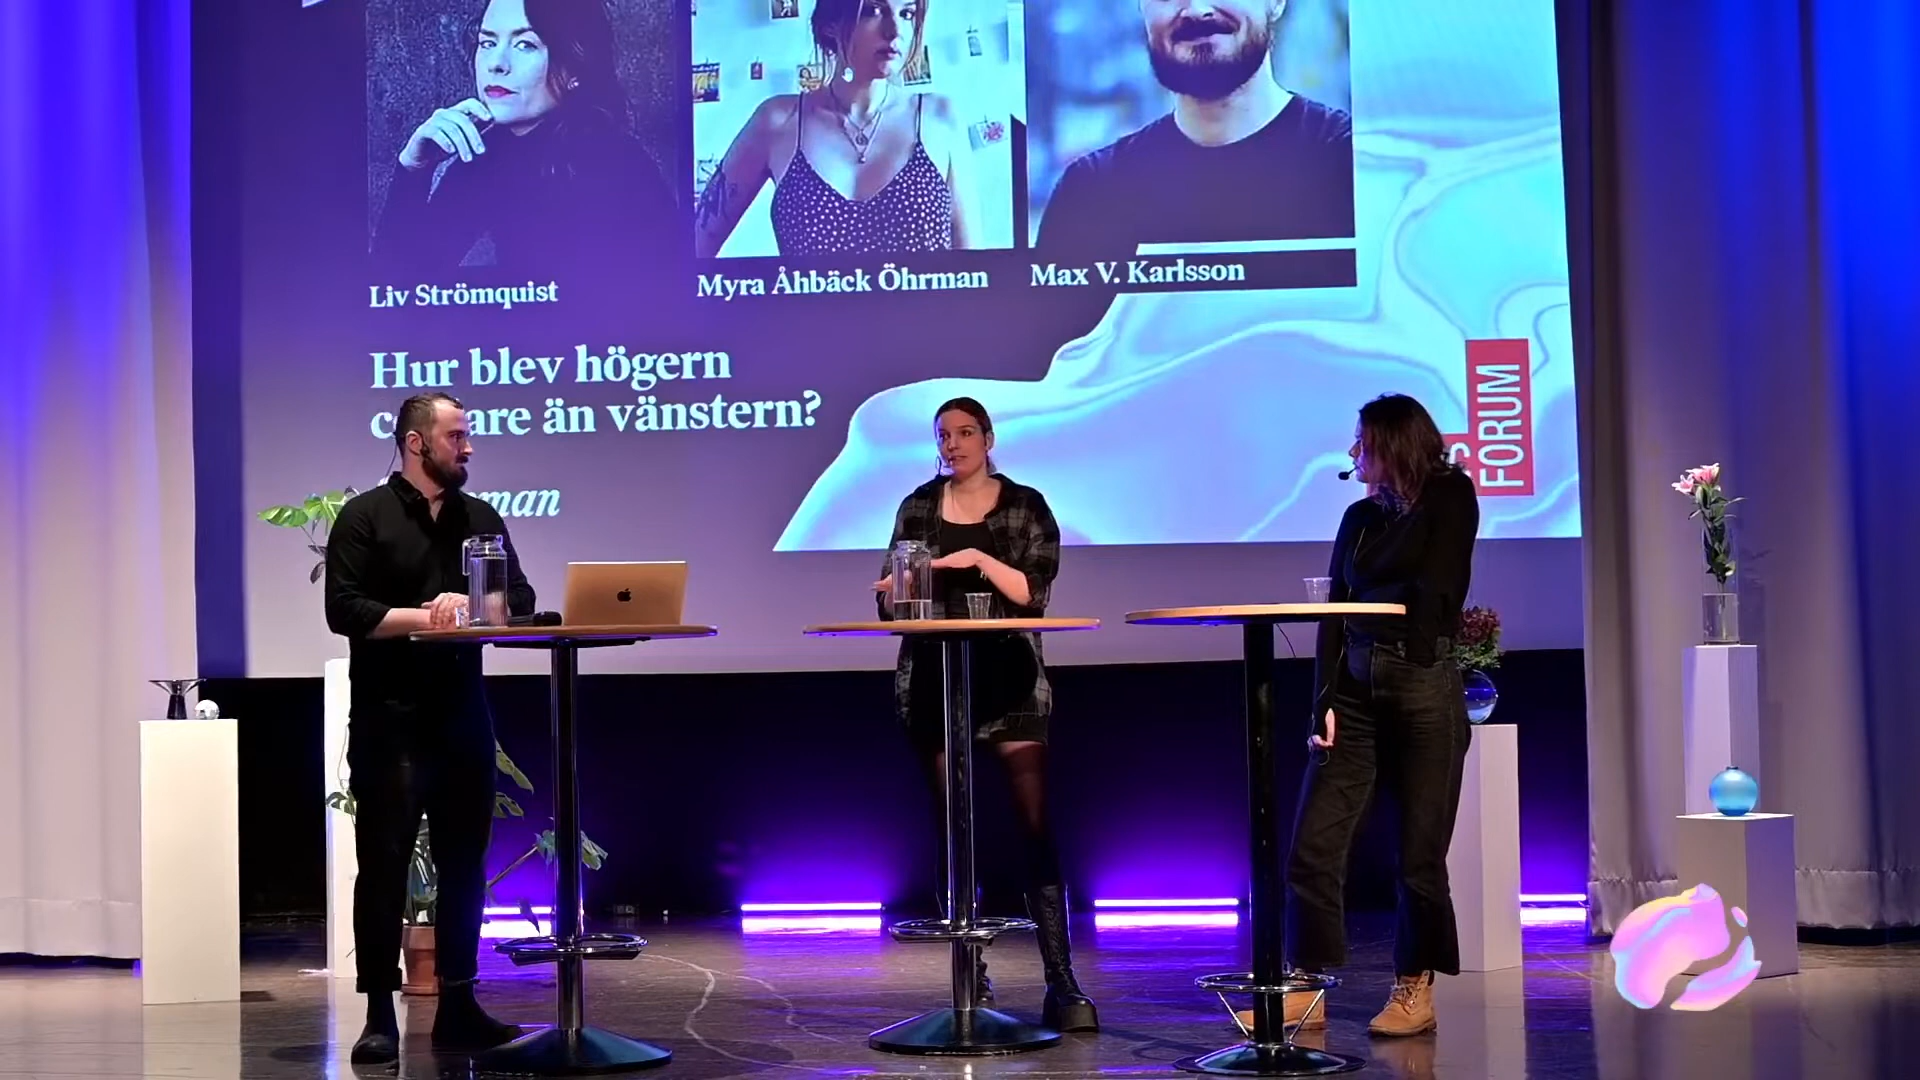 Liv Strömquist
Myra Åhbäck Öhrman
Max V. Karlsson
Hur blev högern
än vänstern?
FORUM